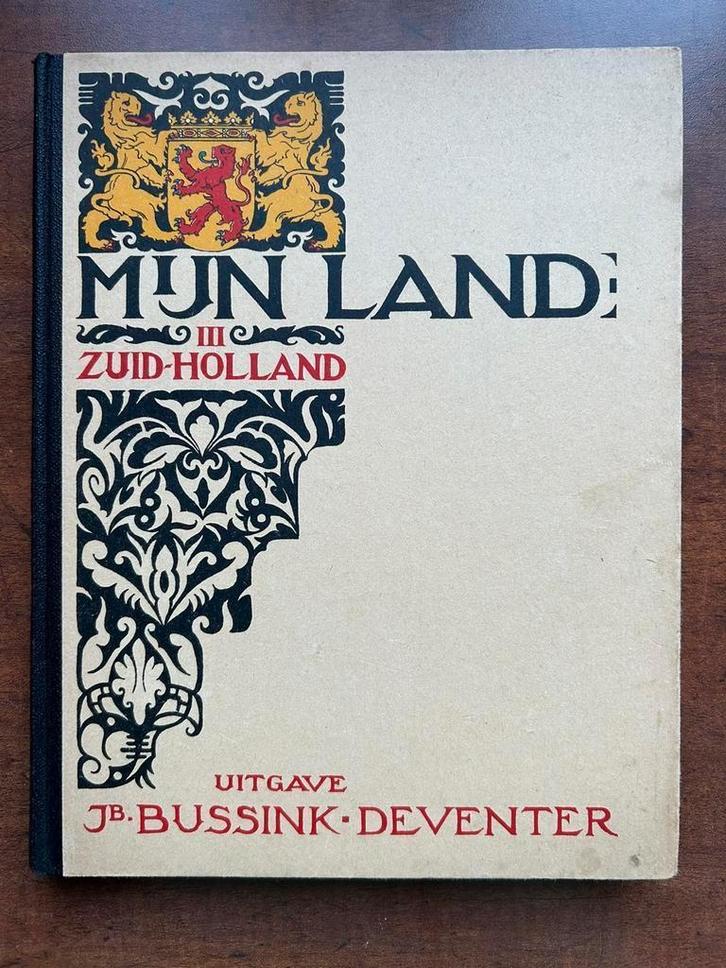 MIJN LAND:
III
ZUID-HOLLAND
UITGAVE
JB. BUSSINK · DEVENTER